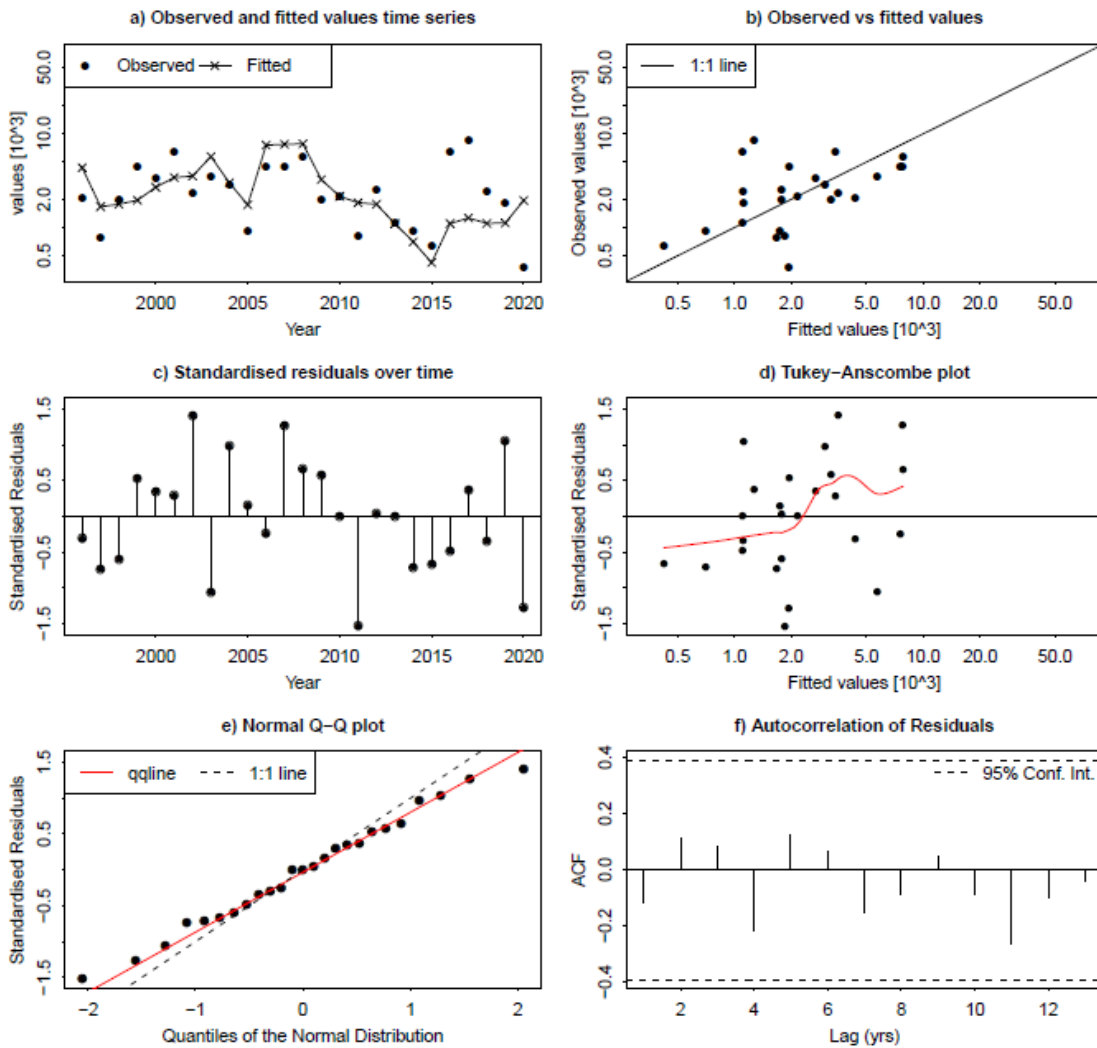 a) Observed and fitted values time series
Observed
Fitted
values [10^3]
50.0
10.0
2.0
0.5
2000
2005
2010
2015
2020
Year
b) Observed vs fitted values
1:1 line
Observed values [10^3]
50.0
10.0
2.0
0.5
0.5
1.0
2.0
5.0
10.0
20.0
50.0
Fitted values [10^3]
c) Standardised residuals over time
Standardised Residuals
1.5
0.5
−0.5
−1.5
2000
2005
2010
2015
2020
Year
d) Tukey−Anscombe plot
Standardised Residuals
1.5
0.5
−0.5
−1.5
0.5
1.0
2.0
5.0
10.0
20.0
50.0
Fitted values [10^3]
e) Normal Q−Q plot
qqline
1:1 line
Standardised Residuals
1.5
0.5
−0.5
−1.5
−2
−1
0
1
2
Quantiles of the Normal Distribution
f) Autocorrelation of Residuals
95% Conf. Int.
ACF
0.4
0.2
0.0
−0.2
−0.4
2
4
6
8
10
12
Lag (yrs)